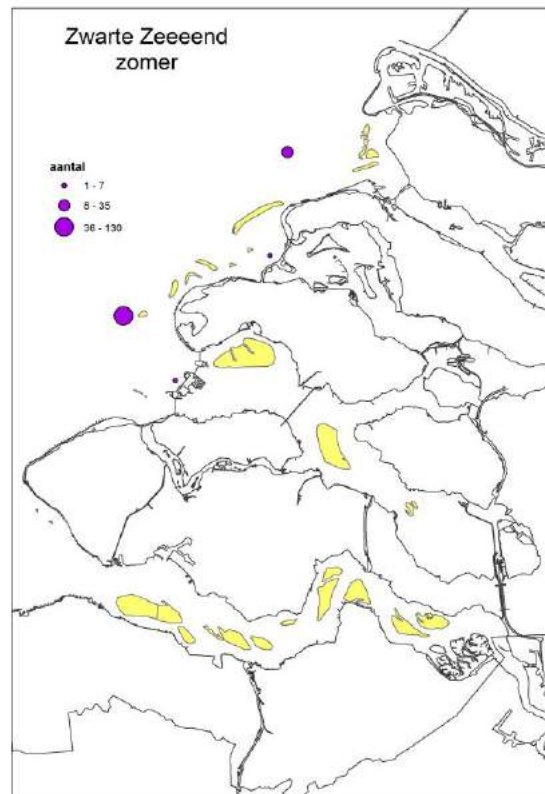 Zwarte Zeeeend
zomer
aantal
1 - 7
8 - 35
36 - 130